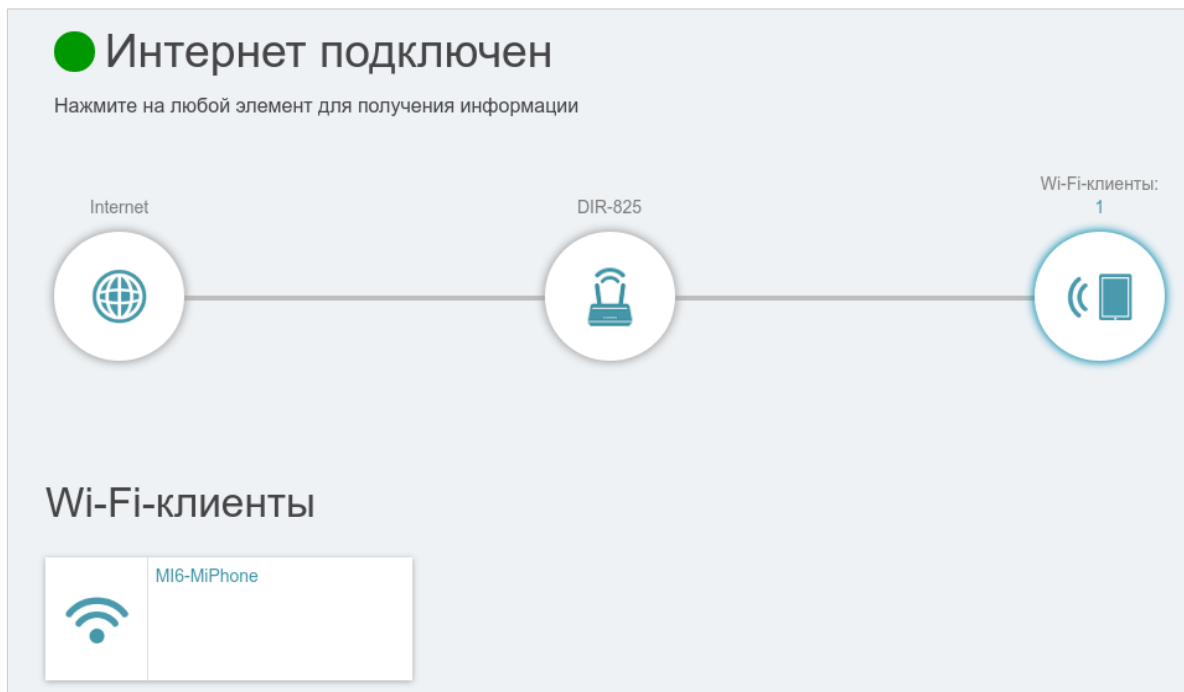 Интернет подключен
Нажмите на любой элемент для получения информации
Internet
DIR-825
Wi-Fi-клиенты:
1
Wi-Fi-клиенты
MI6-MiPhone